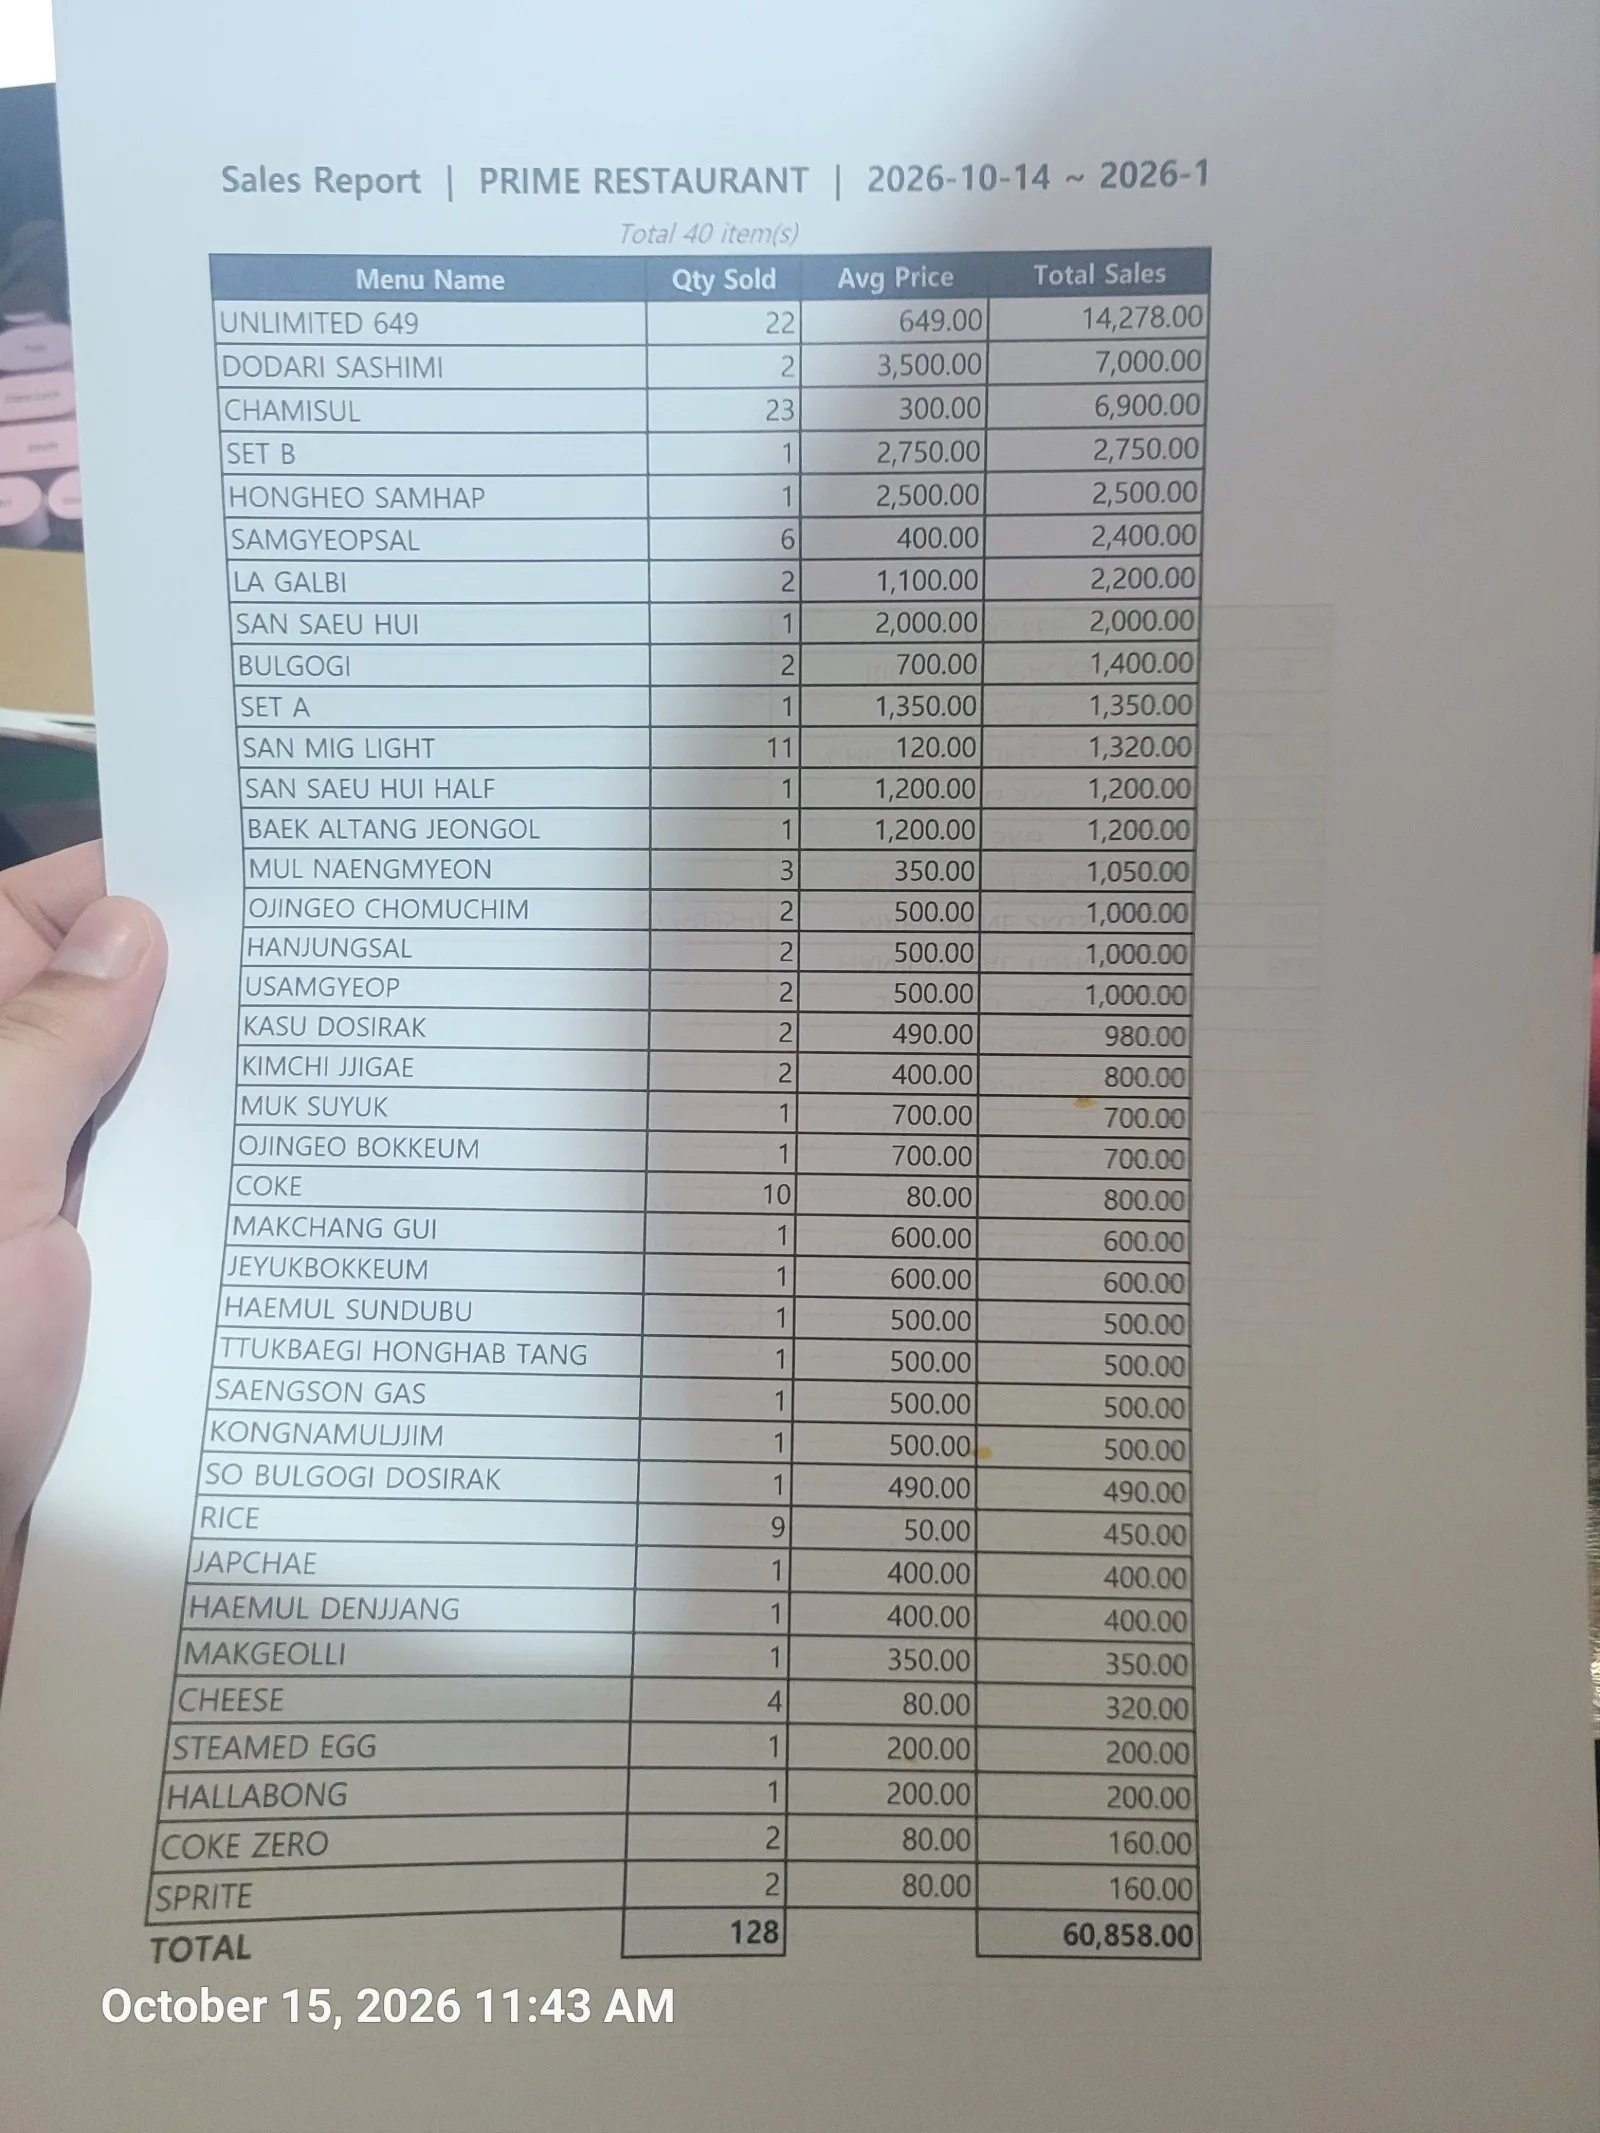 Sales Report | PRIME RESTAURANT | 2026-10-14 ~ 2026-1
Total 40 item(s)
Menu Name Qty Sold Avg Price Total Sales
UNLIMITED 649 22 649.00 14,278.00
DODARI SASHIMI 2 3,500.00 7,000.00
CHAMISUL 23 300.00 6,900.00
SET B 1 2,750.00 2,750.00
HONGHEO SAMHAP 1 2,500.00 2,500.00
SAMGYEOPSAL 6 400.00 2,400.00
LA GALBI 2 1,100.00 2,200.00
SAN SAEU HUI 1 2,000.00 2,000.00
BULGOGI 2 700.00 1,400.00
SET A 1 1,350.00 1,350.00
SAN MIG LIGHT 11 120.00 1,320.00
SAN SAEU HUI HALF 1 1,200.00 1,200.00
BAEK ALTANG JEONGOL 1 1,200.00 1,200.00
MUL NAENGMYEON 3 350.00 1,050.00
OJINGEO CHOMUCHIM 2 500.00 1,000.00
HANJUNGSAL 2 500.00 1,000.00
USAMGYEOP 2 500.00 1,000.00
KASU DOSIRAK 2 490.00 980.00
KIMCHI JJIGAE 2 400.00 800.00
MUK SUYUK 1 700.00 700.00
OJINGEO BOKKEUM 1 700.00 700.00
COKE 10 80.00 800.00
MAKCHANG GUI 1 600.00 600.00
JEYUKBOKKEUM 1 600.00 600.00
HAEMUL SUNDUBU 1 500.00 500.00
TTUKBAEGI HONGHAB TANG 1 500.00 500.00
SAENGSON GAS 1 500.00 500.00
KONGNAMULJJIM 1 500.00 500.00
SO BULGOGI DOSIRAK 1 490.00 490.00
RICE 9 50.00 450.00
JAPCHAE 1 400.00 400.00
HAEMUL DENJJANG 1 400.00 400.00
MAKGEOLLI 1 350.00 350.00
CHEESE 4 80.00 320.00
STEAMED EGG 1 200.00 200.00
HALLABONG 1 200.00 200.00
COKE ZERO 2 80.00 160.00
SPRITE 2 80.00 160.00
TOTAL 128 60,858.00
October 15, 2026 11:43 AM